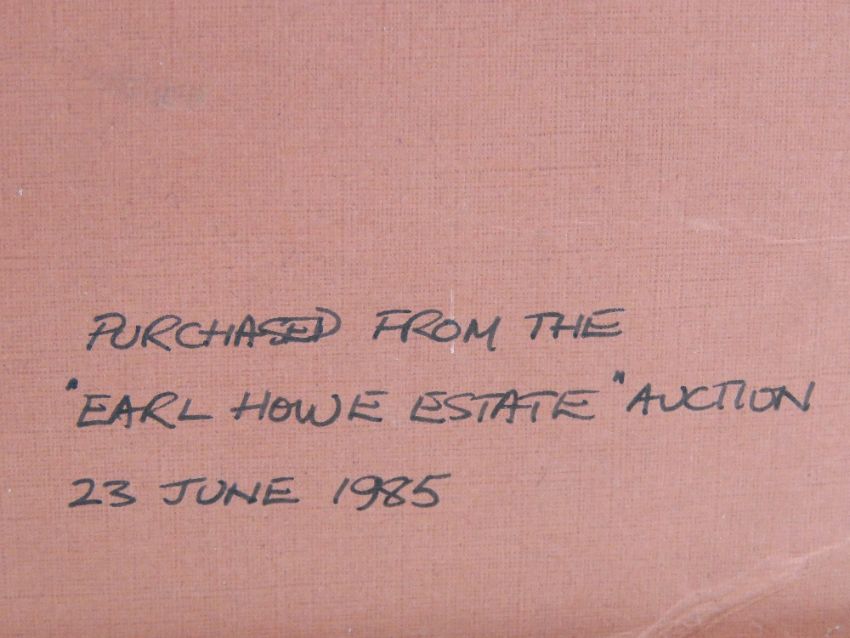 PURCHASED FROM THE
"EARL HOWE ESTATE" AUCTION
23 JUNE 1985